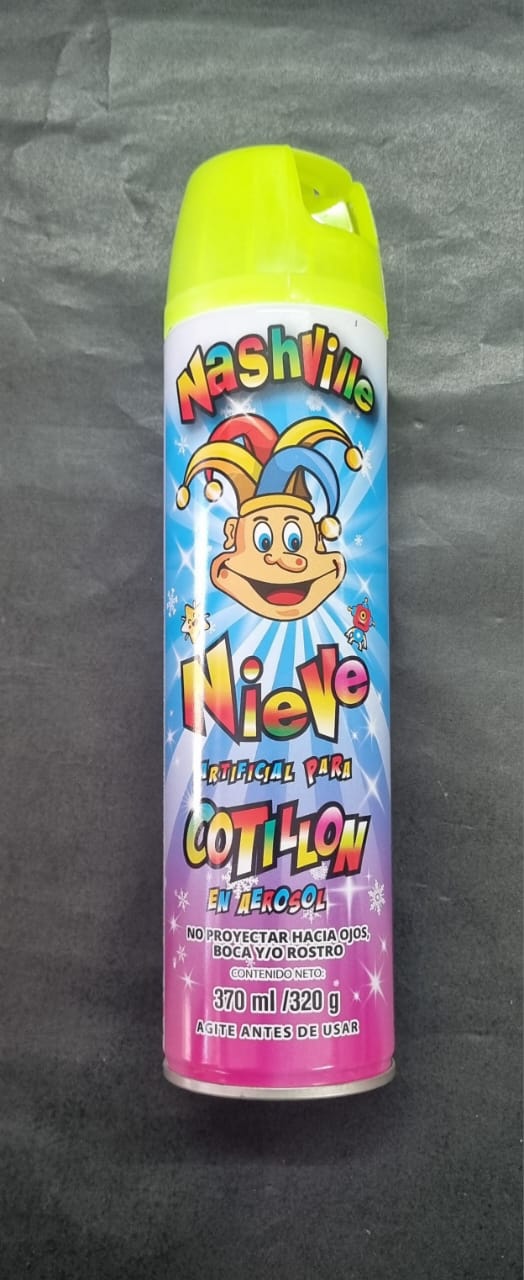 Nashville
Nieve
ARTIFICIAL PARA
COTILLON
EN AEROSOL
NO PROYECTAR HACIA OJOS,
BOCA Y/O ROSTRO
CONTENIDO NETO:
370 ml /320 g
AGITE ANTES DE USAR